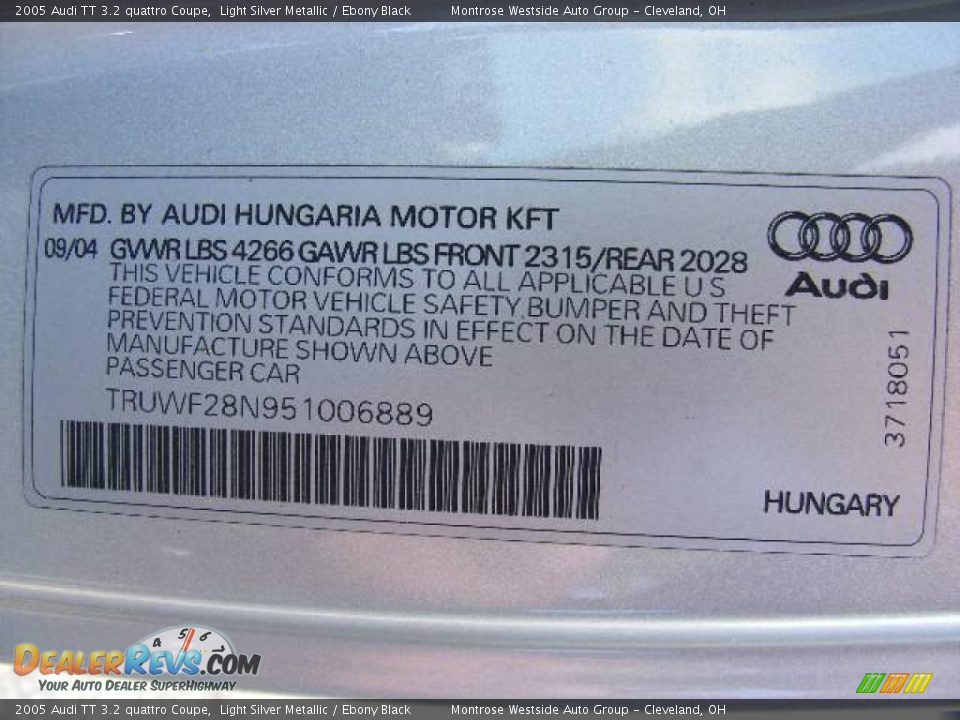 2005 Audi TT 3.2 quattro Coupe, Light Silver Metallic / Ebony Black Montrose Westside Auto Group - Cleveland, OH
MFD. BY AUDI HUNGARIA MOTOR KFT
09/04 GVWR LBS 4266 GAWR LBS FRONT 2315/REAR 2028
THIS VEHICLE CONFORMS TO ALL APPLICABLE U S
FEDERAL MOTOR VEHICLE SAFETY, BUMPER AND THEFT
PREVENTION STANDARDS IN EFFECT ON THE DATE OF
MANUFACTURE SHOWN ABOVE
PASSENGER CAR
TRUWF28N951006889
Audi
3718051
HUNGARY
4 5 6 7
DEALERREVS.COM
YOUR AUTO DEALER SUPERHIGHWAY
2005 Audi TT 3.2 quattro Coupe, Light Silver Metallic / Ebony Black Montrose Westside Auto Group - Cleveland, OH